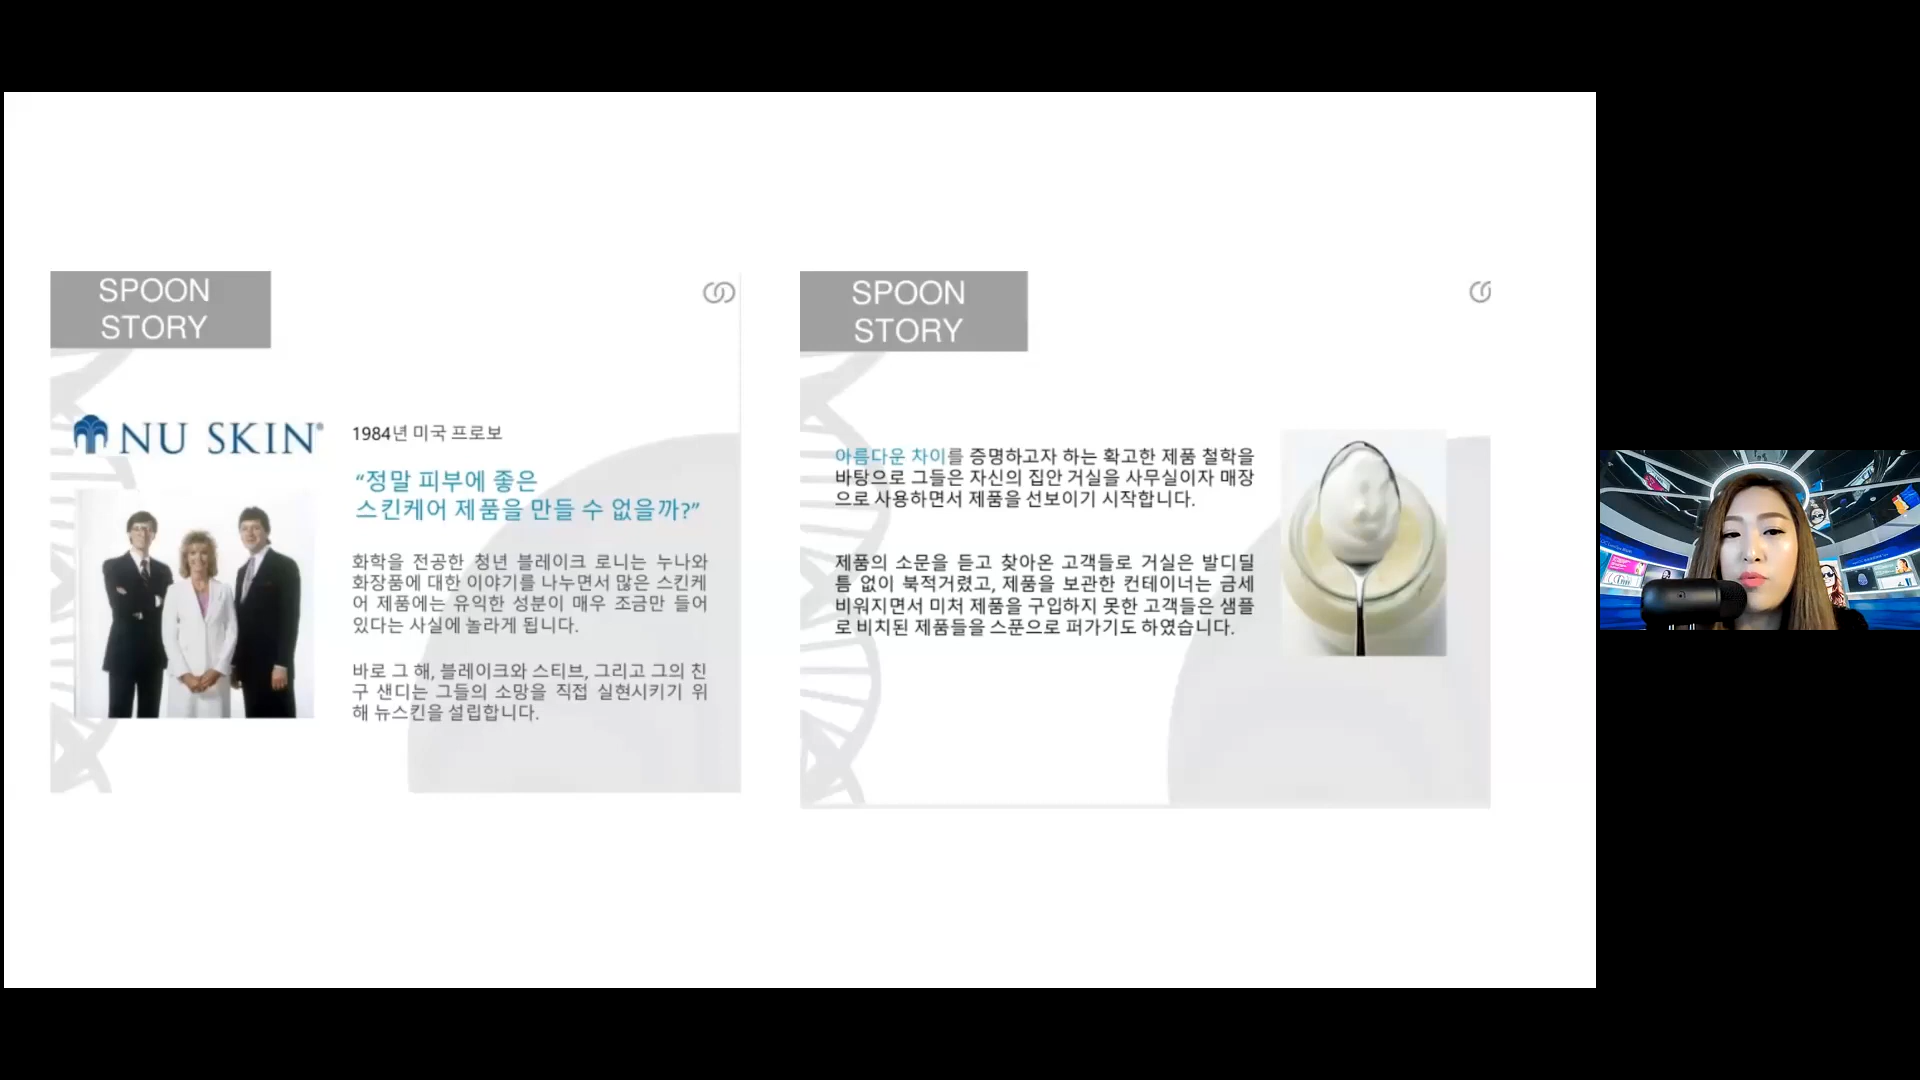 SPOON
STORY
NU SKIN®
1984년 미국 프로보
“정말 피부에 좋은
스킨케어 제품을 만들 수 없을까?”
화학을 전공한 청년 블레이크 로니는 누나와
화장품에 대한 이야기를 나누면서 많은 스킨케
어 제품에는 유익한 성분이 매우 조금만 들어
있다는 사실에 놀라게 됩니다.
바로 그 해, 블레이크와 스티브, 그리고 그의 친
구 샌디는 그들의 소망을 직접 실현시키기 위
해 뉴스킨을 설립합니다.
SPOON
STORY
아름다운 차이를 증명하고자 하는 확고한 제품 철학을
바탕으로 그들은 자신의 집안 거실을 사무실이자 매장
으로 사용하면서 제품을 선보이기 시작합니다.
제품의 소문을 듣고 찾아온 고객들로 거실은 발디딜
틈 없이 북적거렸고, 제품을 보관한 컨테이너는 금세
비워지면서 미처 제품을 구입하지 못한 고객들은 샘플
로 비치된 제품들을 스푼으로 퍼가기도 하였습니다.